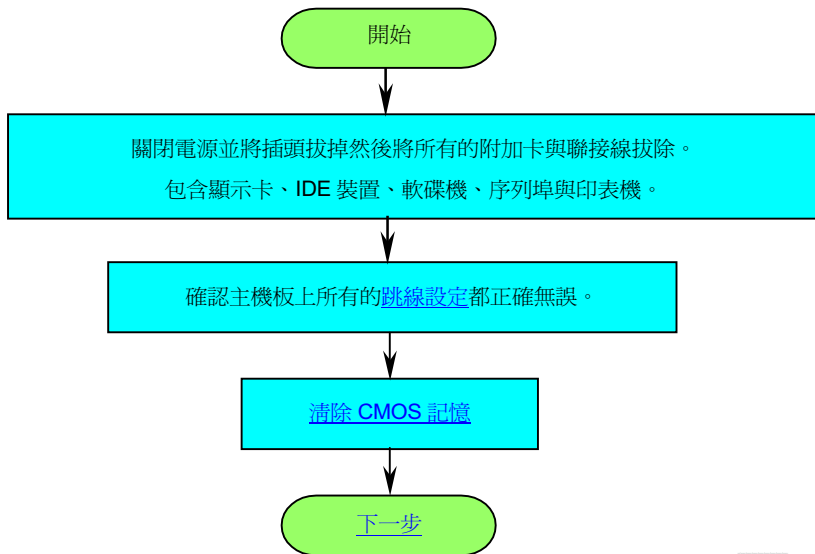 開始
關閉電源並將插頭拔掉然後將所有的附加卡與聯接線拔除。
包含顯示卡、IDE 裝置、軟碟機、序列埠與印表機。
確認主機板上所有的跳線設定都正確無誤。
清除 CMOS 記憶
下一步